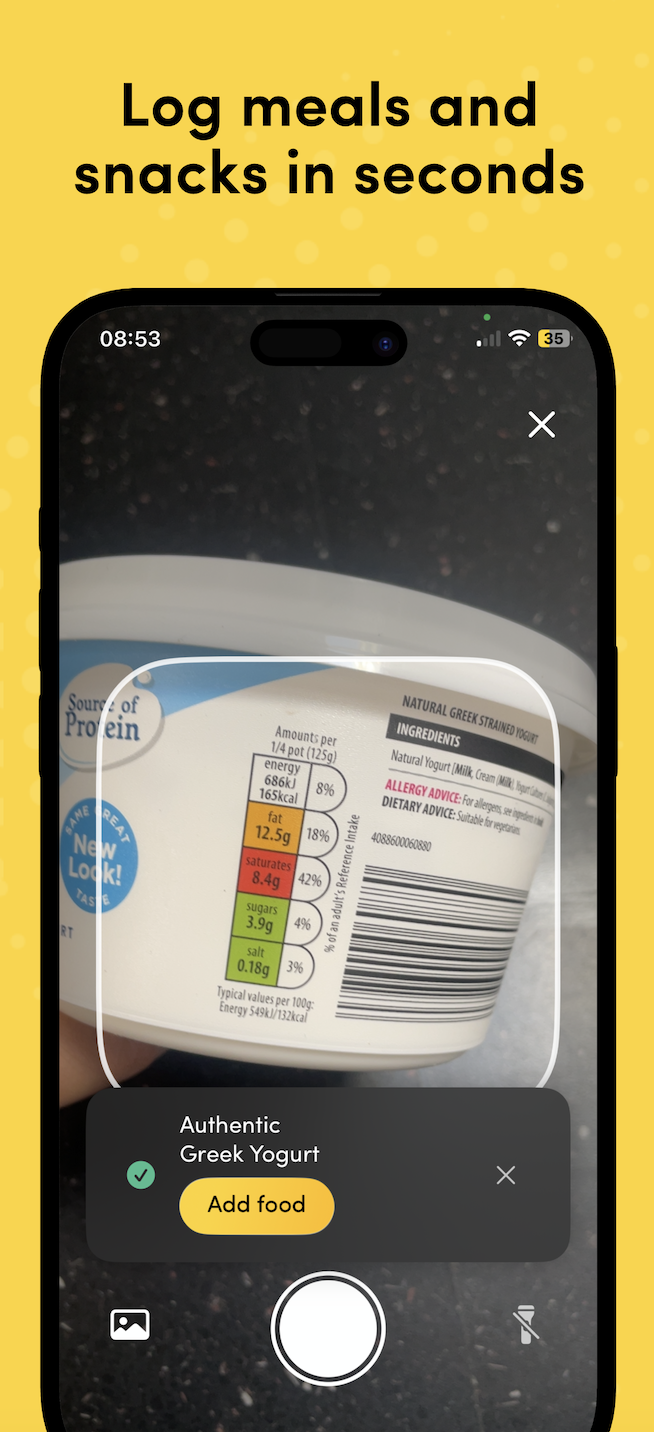 Log meals and
snacks in seconds
08:53
35
Source of
Protein
SAME GREAT
New
Look!
TASTE
RT
Amounts per
1/4 pot (125g)
energy
686kJ
165kcal
8%
fat
12.5g
18%
saturates
8.4g
42%
sugars
3.9g
4%
salt
0.18g
3%
% of an adult's Reference Intake
Typical values per 100g:
Energy 549kJ/132kcal
NATURAL GREEK STRAINED YOGURT
INGREDIENTS
Natural Yogurt (Milk, Cream (Milk), Yogurt Cultures
ALLERGY ADVICE: For allergens, see ingredients in bold
DIETARY ADVICE: Suitable for vegetarians.
4088600060880
Authentic
Greek Yogurt
Add food